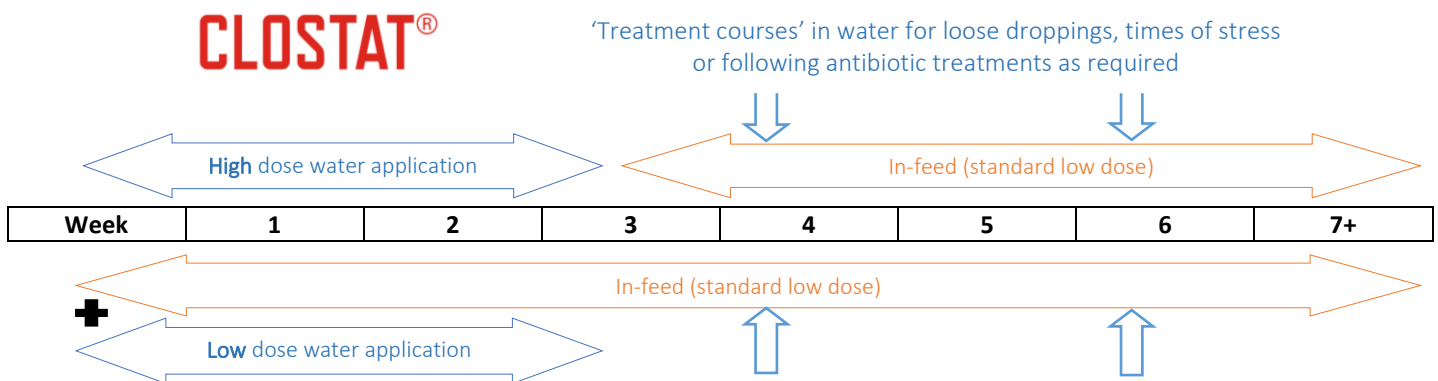 CLOSTAT®
‘Treatment courses’ in water for loose droppings, times of stress
or following antibiotic treatments as required
High dose water application
In-feed (standard low dose)
Week 1 2 3 4 5 6 7+
In-feed (standard low dose)
Low dose water application